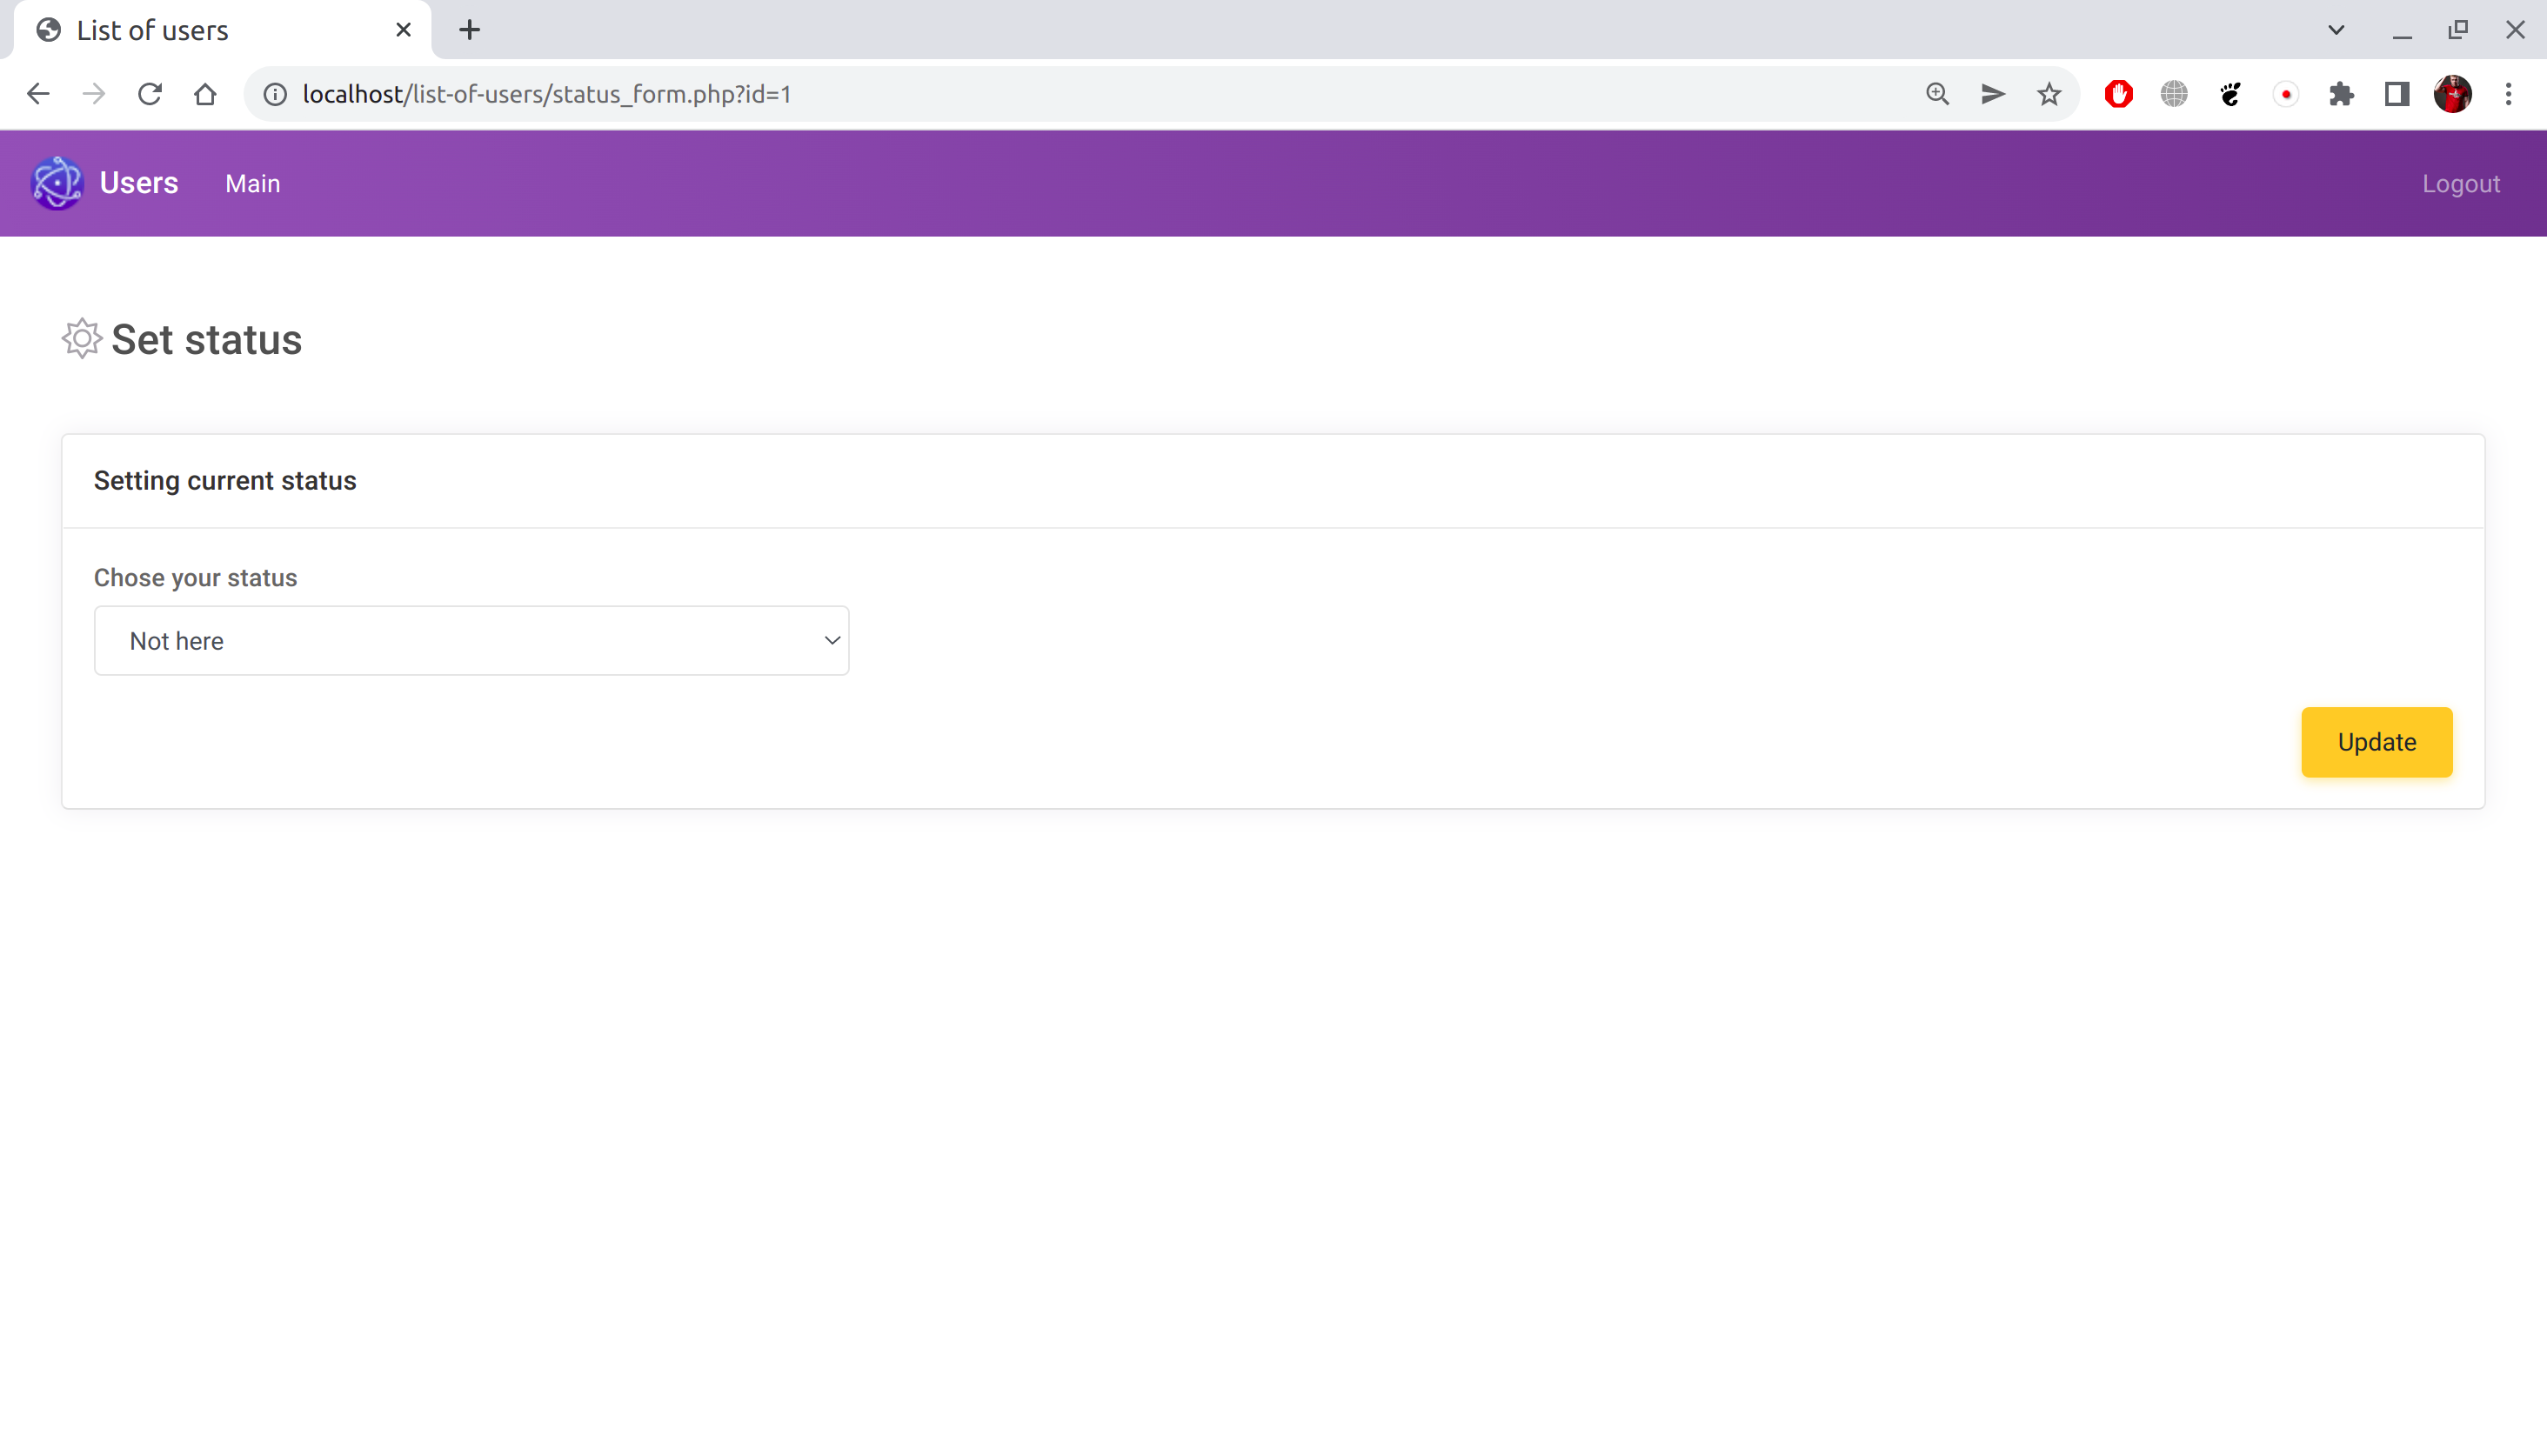 List of users
localhost/list-of-users/status_form.php?id=1
Users Main Logout
Set status
Setting current status
Chose your status
Not here
Update